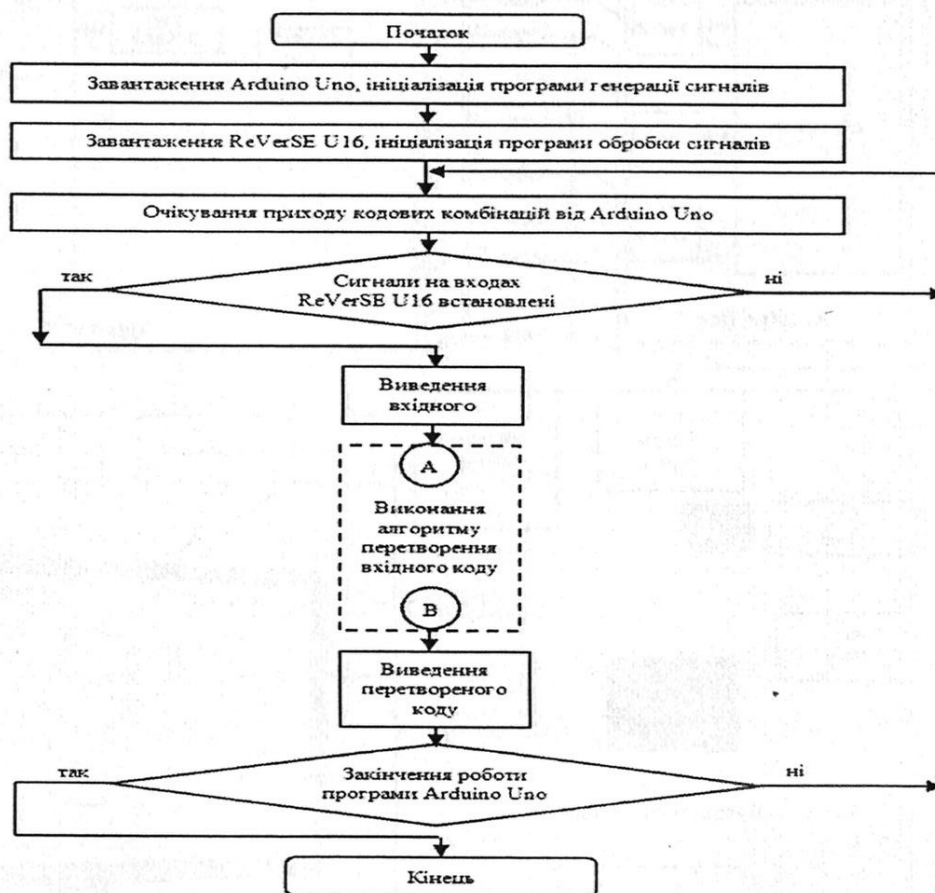 Початок
Завантаження Arduino Uno, ініціалізація програми генерації сигналів
Завантаження ReVerSE U16, ініціалізація програми обробки сигналів
Очікування приходу кодових комбінацій від Arduino Uno
так
Сигнали на входах
ReVerSE U16 встановлені
ні
Виведення
вхідного
А
Виконання
алгоритму
перетворення
вхідного коду
В
Виведення
перетвореного
коду
так
Закінчення роботи
програми Arduino Uno
ні
Кінець